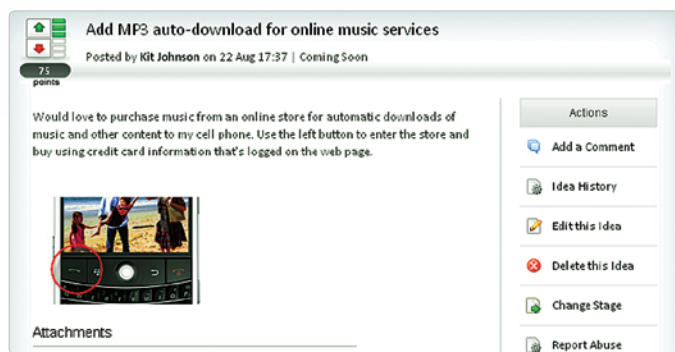 Add MP3 auto-download for online music services
Posted by Kit Johnson on 22 Aug 17:37 | Coming Soon
75
points
Would love to purchase music from an online store for automatic downloads of
music and other content to my cell phone. Use the left button to enter the store and
buy using credit card information that's logged on the web page.
Attachments
Actions
Add a Comment
Idea History
Edit this Idea
Delete this Idea
Change Stage
Report Abuse